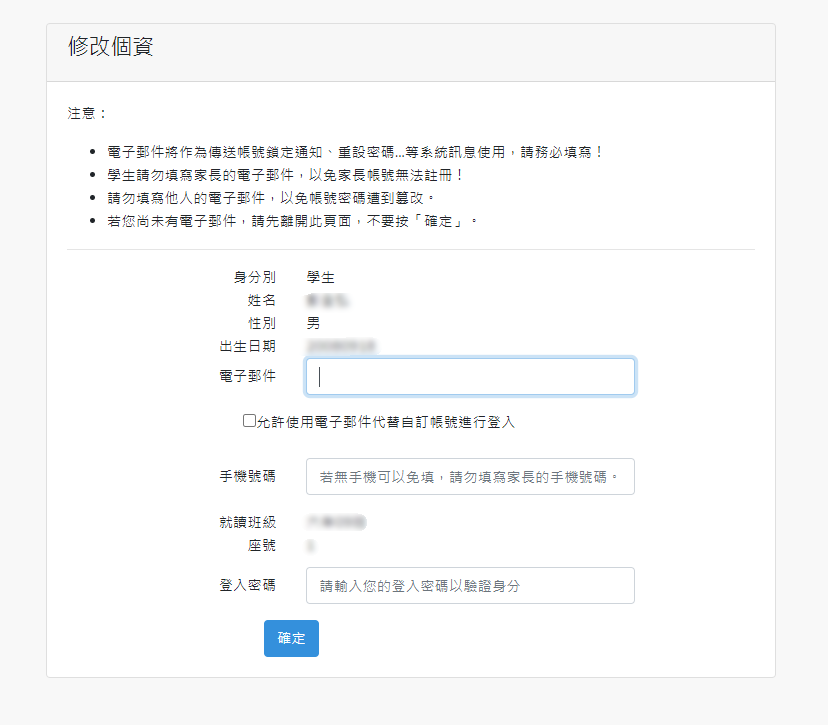 修改個資
注意：
電子郵件將作為傳送帳號鎖定通知、重設密碼...等系統訊息使用，請務必填寫！
學生請勿填寫家長的電子郵件，以免家長帳號無法註冊！
請勿填寫他人的電子郵件，以免帳號密碼遭到篡改。
若您尚未有電子郵件，請先離開此頁面，不要按「確定」。
身分別 學生
姓名
性別 男
出生日期
電子郵件
允許使用電子郵件代替自訂帳號進行登入
手機號碼 若無手機可以免填，請勿填寫家長的手機號碼。
就讀班級
座號
登入密碼 請輸入您的登入密碼以驗證身分
確定